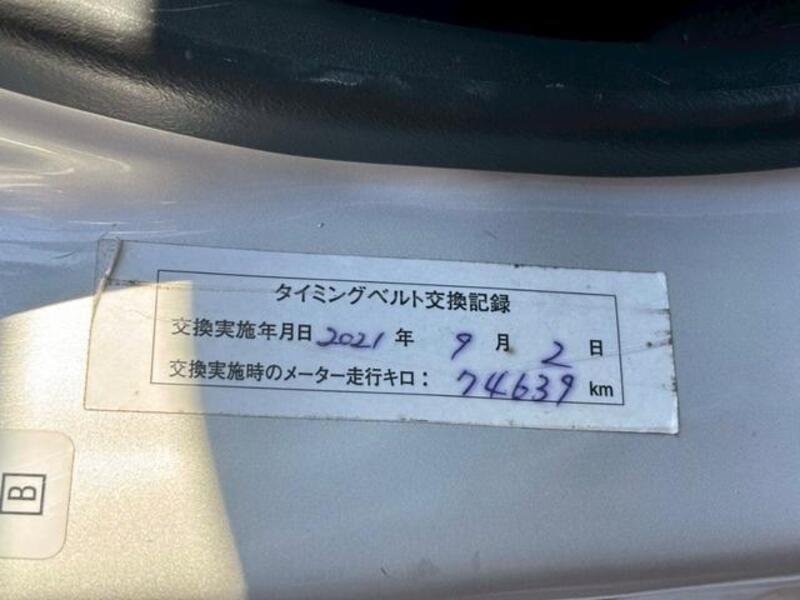 タイミングベルト交換記録
交換実施年月日 2021 年 9 月 2 日
交換実施時のメーター走行キロ： 74639 km
B